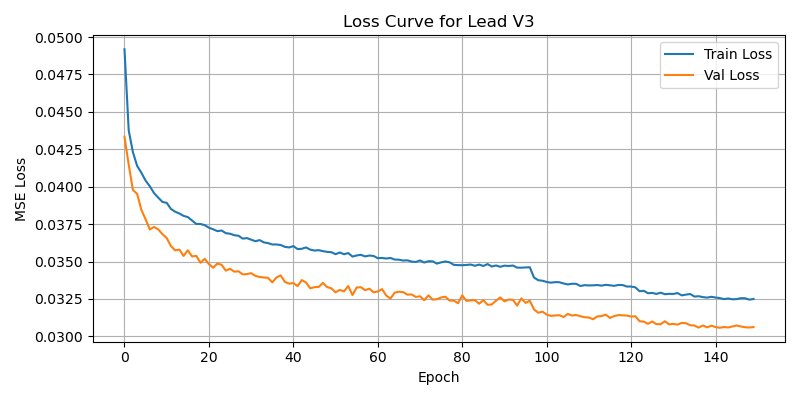 Loss Curve for Lead V3
Train Loss
Val Loss
MSE Loss
0.0500
0.0475
0.0450
0.0425
0.0400
0.0375
0.0350
0.0325
0.0300
0 20 40 60 80 100 120 140
Epoch